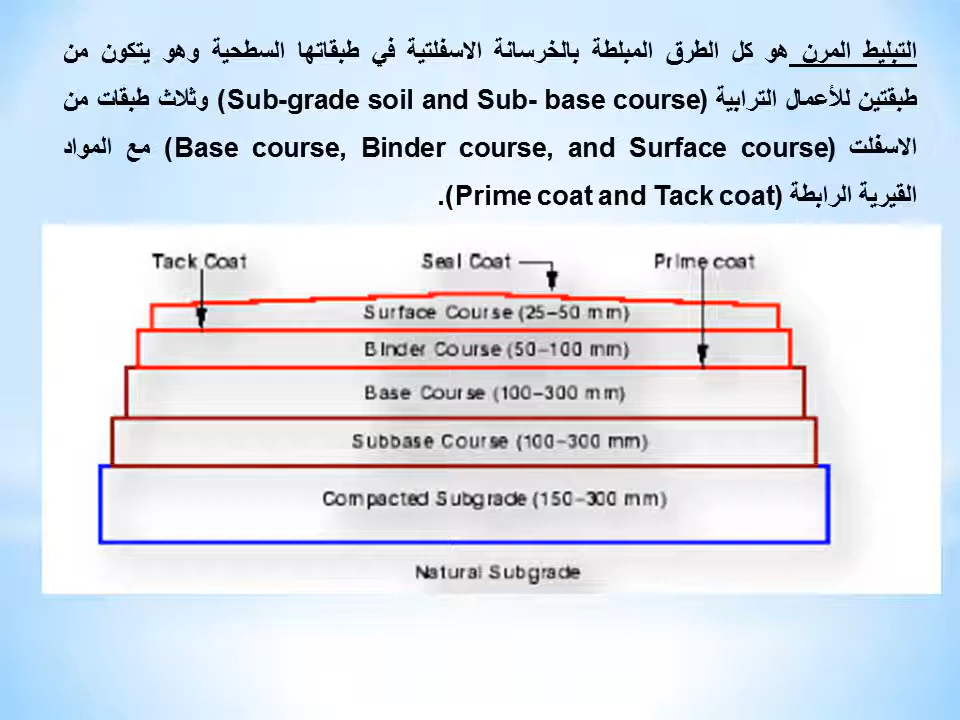 التبليط المرن هو كل الطرق المبلطة بالخرسانة الاسفلتية في طبقاتها السطحية وهو يتكون من
طبقتين للأعمال الترابية (Sub-grade soil and Sub- base course) وثلاث طبقات من
الاسفلت (Base course, Binder course, and Surface course) مع المواد
القيرية الرابطة (Prime coat and Tack coat).
Tack Coat Seal Coat Prime coat
Surface Course (25–50 mm)
Binder Course (50–100 mm)
Base Course (100–300 mm)
Subbase Course (100–300 mm)
Compacted Subgrade (150–300 mm)
Natural Subgrade